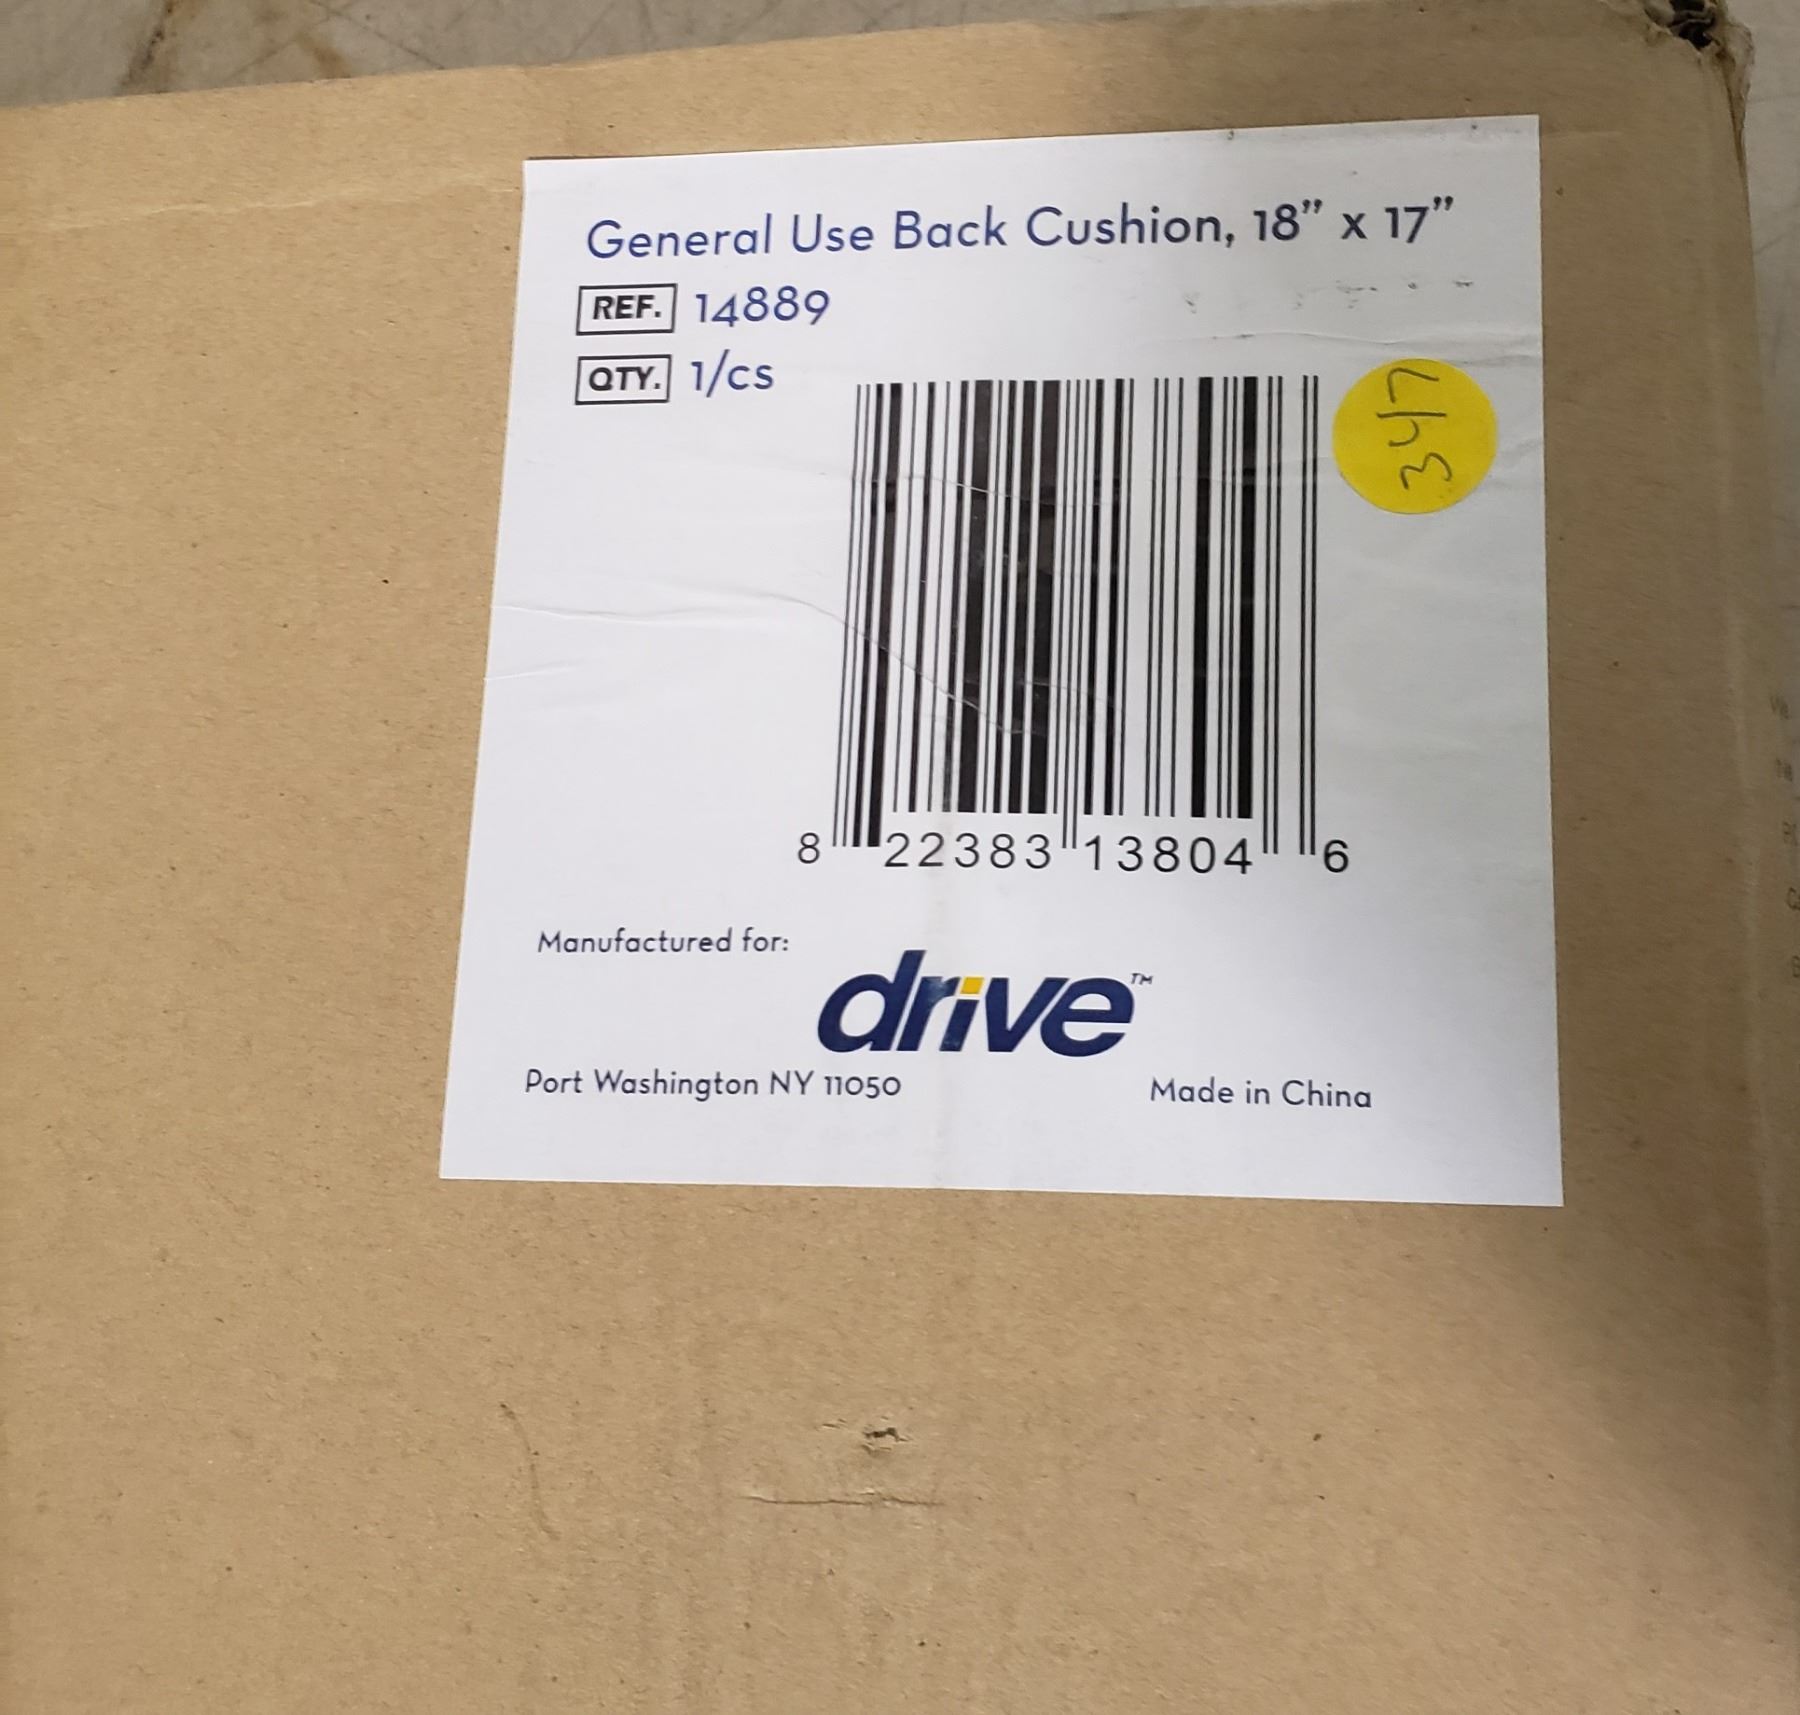 General Use Back Cushion, 18” x 17”
REF. 14889
QTY. 1/cs
3417
8 22383 13804 6
Manufactured for:
drive™
Port Washington NY 11050
Made in China